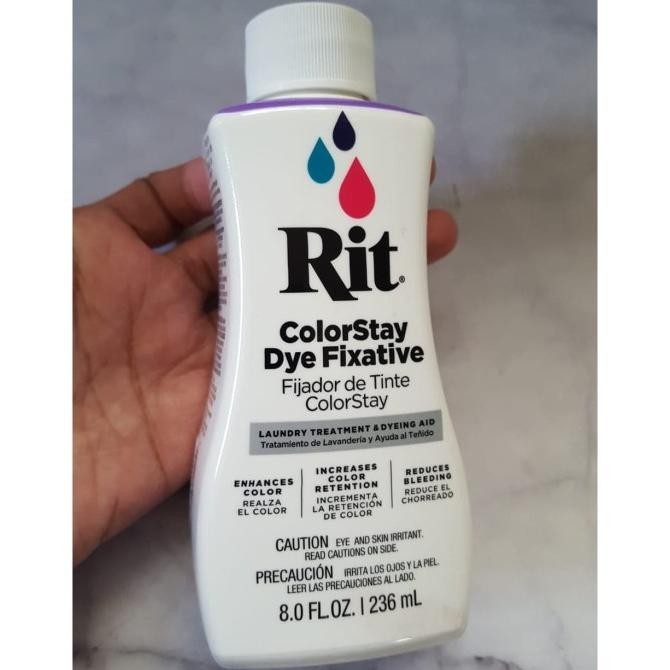 Rit®
ColorStay
Dye Fixative
Fijador de Tinte
ColorStay
LAUNDRY TREATMENT & DYEING AID
Tratamiento de Lavandería y Ayuda al Teñido
ENHANCES
COLOR
REALZA
EL COLOR
INCREASES
COLOR
RETENTION
INCREMENTA
LA RETENCIÓN
DE COLOR
REDUCES
BLEEDING
REDUCE EL
CHORREADO
CAUTION EYE AND SKIN IRRITANT.
READ CAUTIONS ON SIDE.
PRECAUCIÓN IRRITA LOS OJOS Y LA PIEL.
LEER LAS PRECAUCIONES AL LADO.
8.0 FL.OZ. | 236 mL